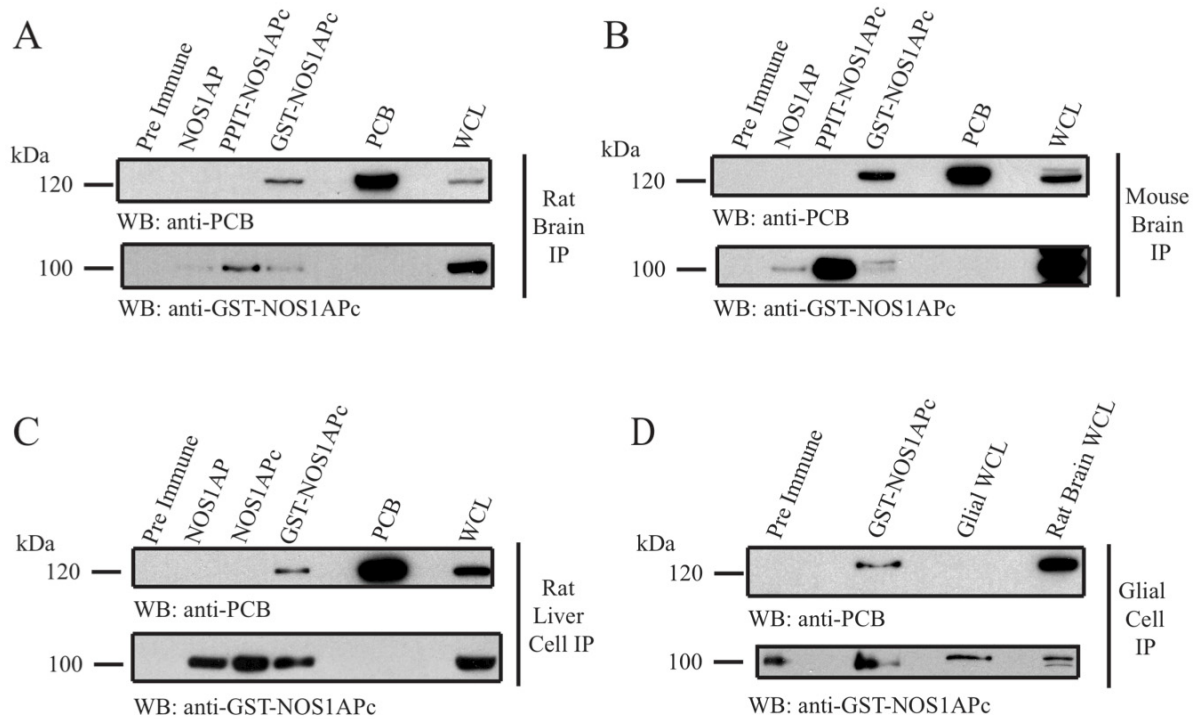 A
Pre Immune
NOS1AP
PPIT-NOS1APc
GST-NOS1APc
PCB
WCL
kDa
120
WB: anti-PCB
100
WB: anti-GST-NOS1APc
Rat
Brain
IP
B
Pre Immune
NOS1AP
PPIT-NOS1APc
GST-NOS1APc
PCB
WCL
kDa
120
WB: anti-PCB
100
WB: anti-GST-NOS1APc
Mouse
Brain
IP
C
Pre Immune
NOS1AP
NOS1APc
GST-NOS1APc
PCB
WCL
kDa
120
WB: anti-PCB
100
WB: anti-GST-NOS1APc
Rat
Liver
Cell IP
D
Pre Immune
GST-NOS1APc
Glial WCL
Rat Brain WCL
kDa
120
WB: anti-PCB
100
WB: anti-GST-NOS1APc
Glial
Cell
IP